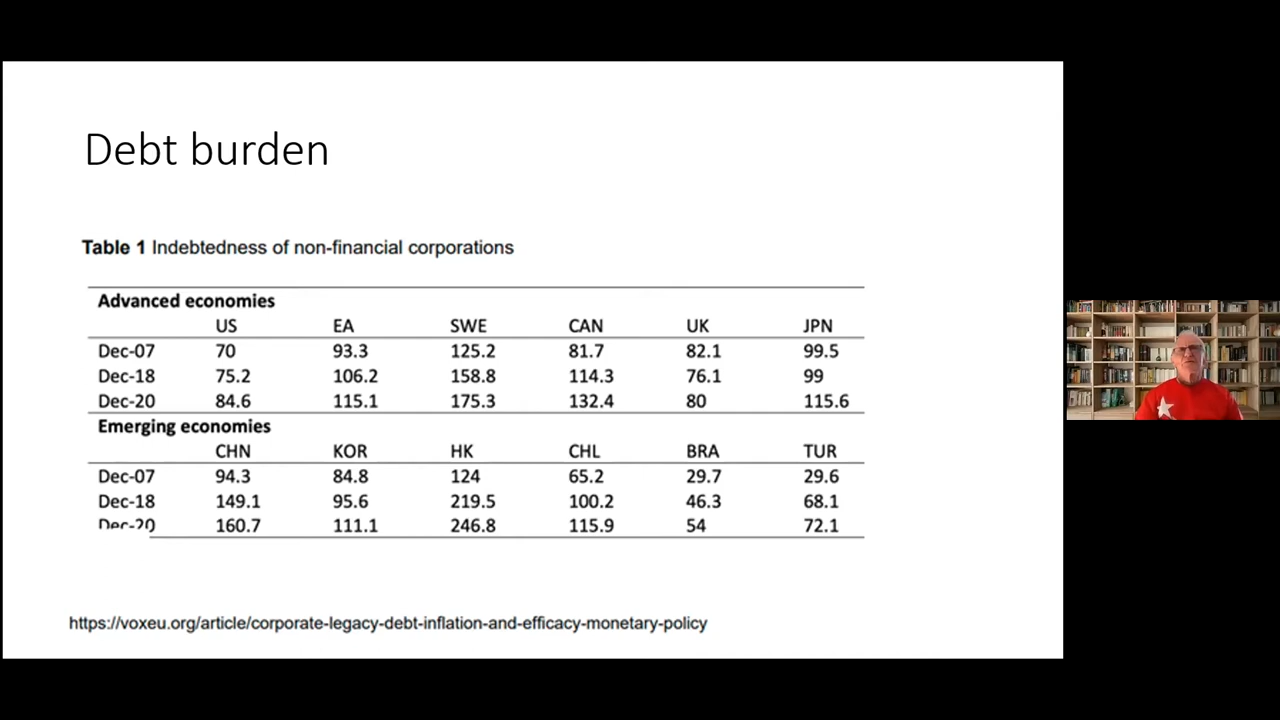 Debt burden
Table 1 Indebtedness of non-financial corporations
Advanced economies
US EA SWE CAN UK JPN
Dec-07 70 93.3 125.2 81.7 82.1 99.5
Dec-18 75.2 106.2 158.8 114.3 76.1 99
Dec-20 84.6 115.1 175.3 132.4 80 115.6
Emerging economies
CHN KOR HK CHL BRA TUR
Dec-07 94.3 84.8 124 65.2 29.7 29.6
Dec-18 149.1 95.6 219.5 100.2 46.3 68.1
Dec-20 160.7 111.1 246.8 115.9 54 72.1
https://voxeu.org/article/corporate-legacy-debt-inflation-and-efficacy-monetary-policy